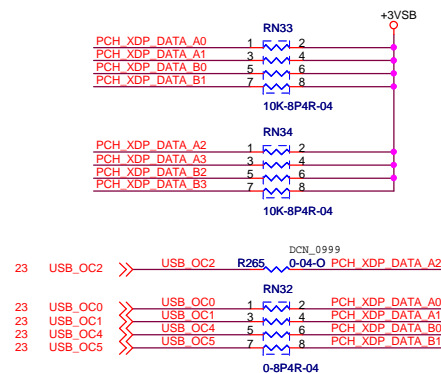 +3VSB
RN33
PCH_XDP_DATA_A0 1 2
PCH_XDP_DATA_A1 3 4
PCH_XDP_DATA_B0 5 6
PCH_XDP_DATA_B1 7 8
10K-8P4R-04
RN34
PCH_XDP_DATA_A2 1 2
PCH_XDP_DATA_A3 3 4
PCH_XDP_DATA_B2 5 6
PCH_XDP_DATA_B3 7 8
10K-8P4R-04
DCN_0999
23 USB_OC2 USB_OC2 R265 0-04-O PCH_XDP_DATA_A2
RN32
23 USB_OC0 USB_OC0 1 2 PCH_XDP_DATA_A0
23 USB_OC1 USB_OC1 3 4 PCH_XDP_DATA_A1
23 USB_OC4 USB_OC4 5 6 PCH_XDP_DATA_B0
23 USB_OC5 USB_OC5 7 8 PCH_XDP_DATA_B1
0-8P4R-04